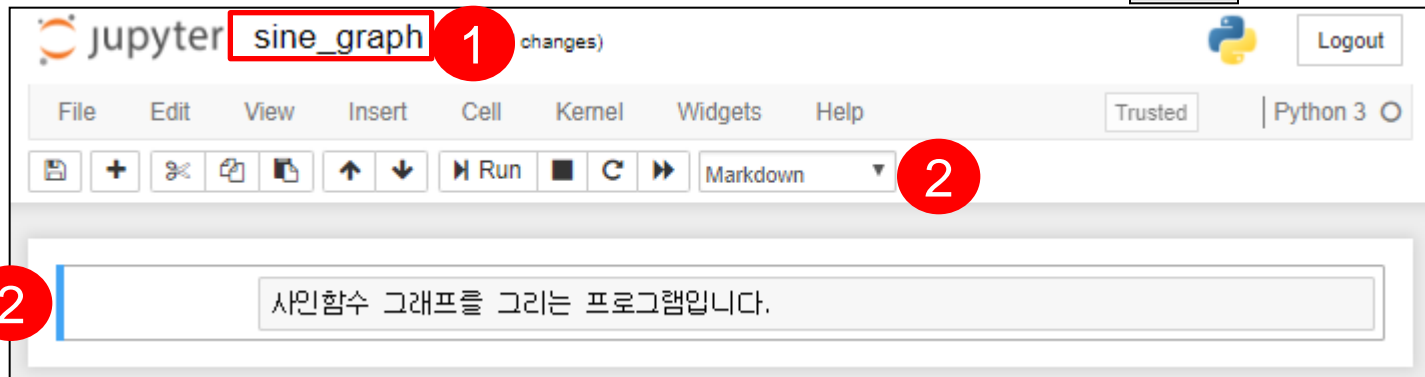 jupyter sine_graph 1 changes) Logout
File Edit View Insert Cell Kernel Widgets Help Trusted Python 3
Run Markdown 2
2 사인함수 그래프를 그리는 프로그램입니다.